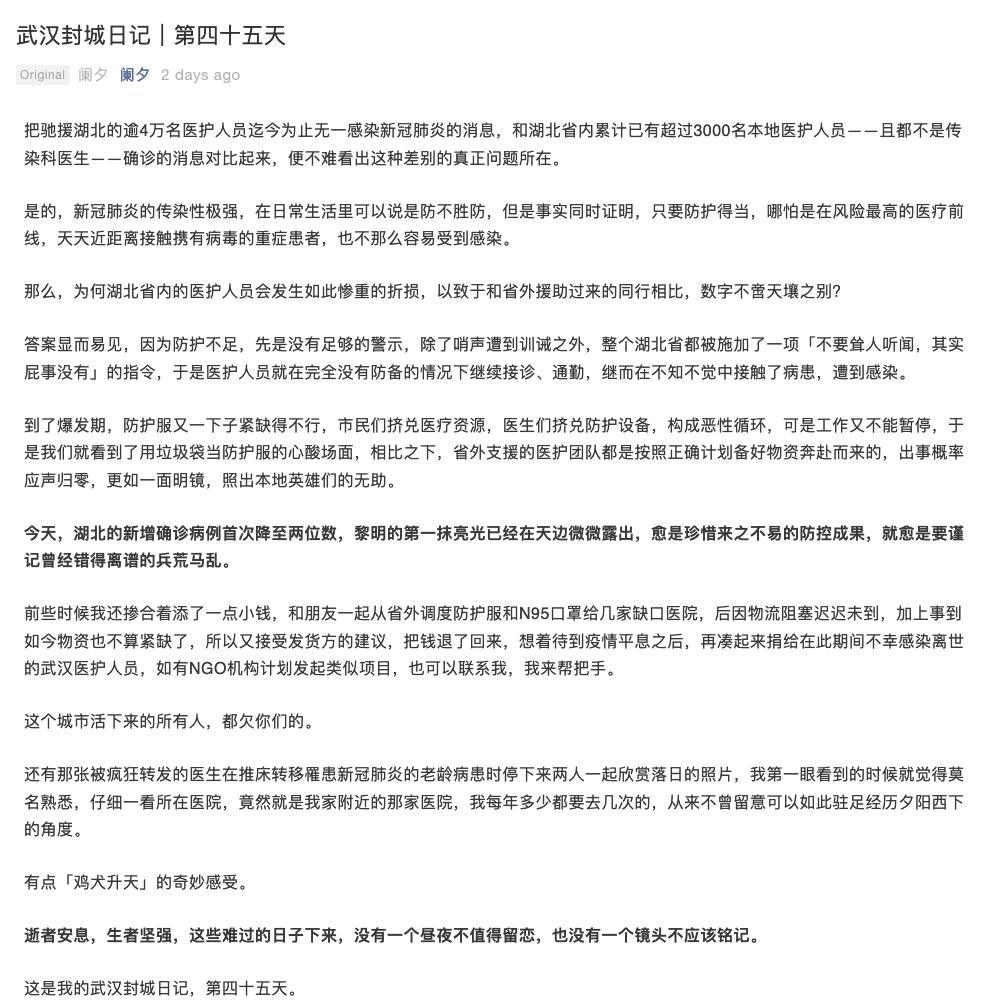 武汉封城日记｜第四十五天
Original 阑夕 阑夕 2 days ago
把驰援湖北的逾4万名医护人员迄今为止无一感染新冠肺炎的消息，和湖北省内累计已有超过3000名本地医护人员——且都不是传
染科医生——确诊的消息对比起来，便不难看出这种差别的真正问题所在。
是的，新冠肺炎的传染性极强，在日常生活里可以说是防不胜防，但是事实同时证明，只要防护得当，哪怕是在风险最高的医疗前
线，天天近距离接触携有病毒的重症患者，也不那么容易受到感染。
那么，为何湖北省内的医护人员会发生如此惨重的折损，以致于和省外援助过来的同行相比，数字不啻天壤之别？
答案显而易见，因为防护不足，先是没有足够的警示，除了哨声遭到训诫之外，整个湖北省都被施加了一项「不要耸人听闻，其实
屁事没有」的指令，于是医护人员就在完全没有防备的情况下继续接诊、通勤，继而在不知不觉中接触了病患，遭到感染。
到了爆发期，防护服又一下子紧缺得不行，市民们挤兑医疗资源，医生们挤兑防护设备，构成恶性循环，可是工作又不能暂停，于
是我们就看到了用垃圾袋当防护服的心酸场面，相比之下，省外支援的医护团队都是按照正确计划备好物资奔赴而来的，出事概率
应声归零，更如一面明镜，照出本地英雄们的无助。
今天，湖北的新增确诊病例首次降至两位数，黎明的第一抹亮光已经在天边微微露出，愈是珍惜来之不易的防控成果，就愈是要谨
记曾经错得离谱的兵荒马乱。
前些时候我还掺合着添了一点小钱，和朋友一起从省外调度防护服和N95口罩给几家缺口医院，后因物流阻塞迟迟未到，加上事到
如今物资也不算紧缺了，所以又接受发货方的建议，把钱退了回来，想着待到疫情平息之后，再凑起来捐给在此期间不幸感染离世
的武汉医护人员，如有NGO机构计划发起类似项目，也可以联系我，我来帮把手。
这个城市活下来的所有人，都欠你们的。
还有那张被疯狂转发的医生在推床转移罹患新冠肺炎的老龄病患时停下来两人一起欣赏落日的照片，我第一眼看到的时候就觉得莫
名熟悉，仔细一看所在医院，竟然就是我家附近的那家医院，我每年多少都要去几次的，从来不曾留意可以如此驻足经历夕阳西下
的角度。
有点「鸡犬升天」的奇妙感受。
逝者安息，生者坚强，这些难过的日子下来，没有一个昼夜不值得留恋，也没有一个镜头不应该铭记。
这是我的武汉封城日记，第四十五天。